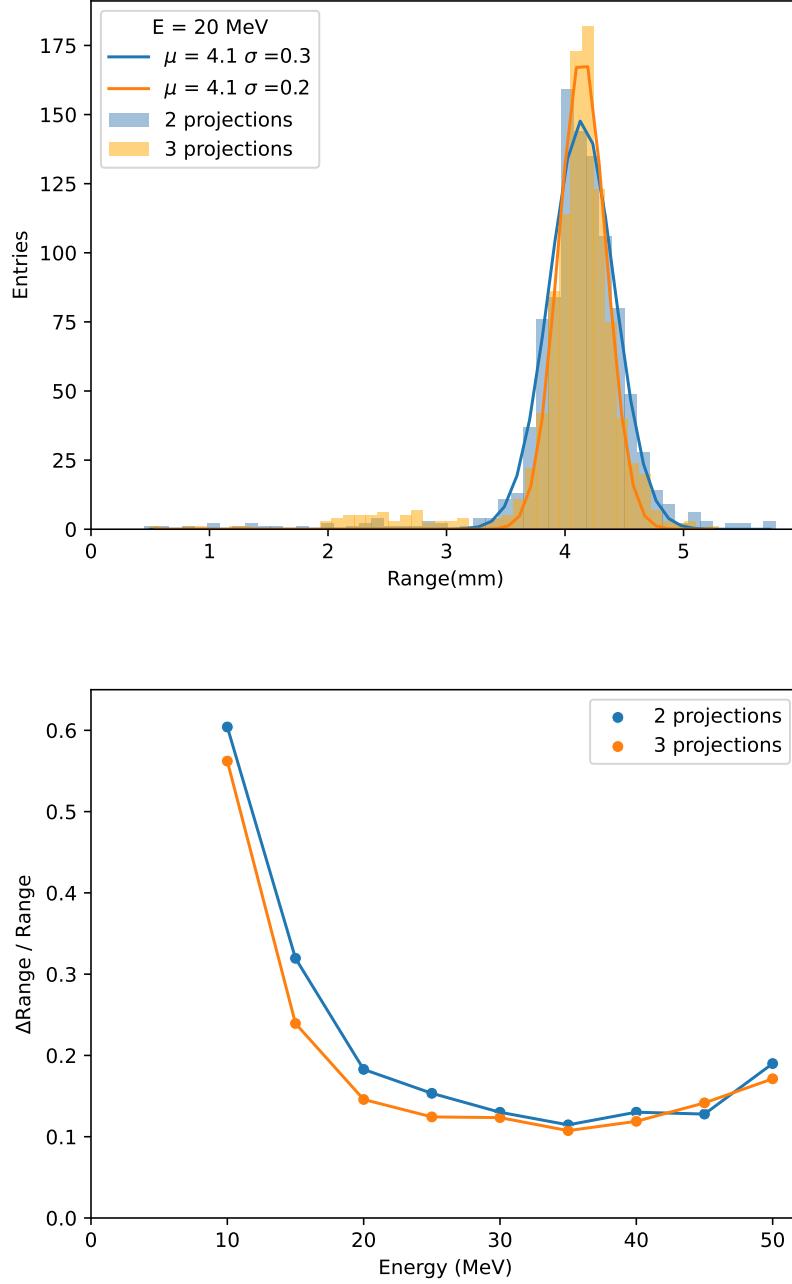 E = 20 MeV
μ = 4.1 σ =0.3
μ = 4.1 σ =0.2
2 projections
3 projections
175
150
125
100
75
50
25
0
Entries
0 1 2 3 4 5
Range(mm)
2 projections
3 projections
0.6
0.5
0.4
0.3
0.2
0.1
0.0
ΔRange / Range
0 10 20 30 40 50
Energy (MeV)